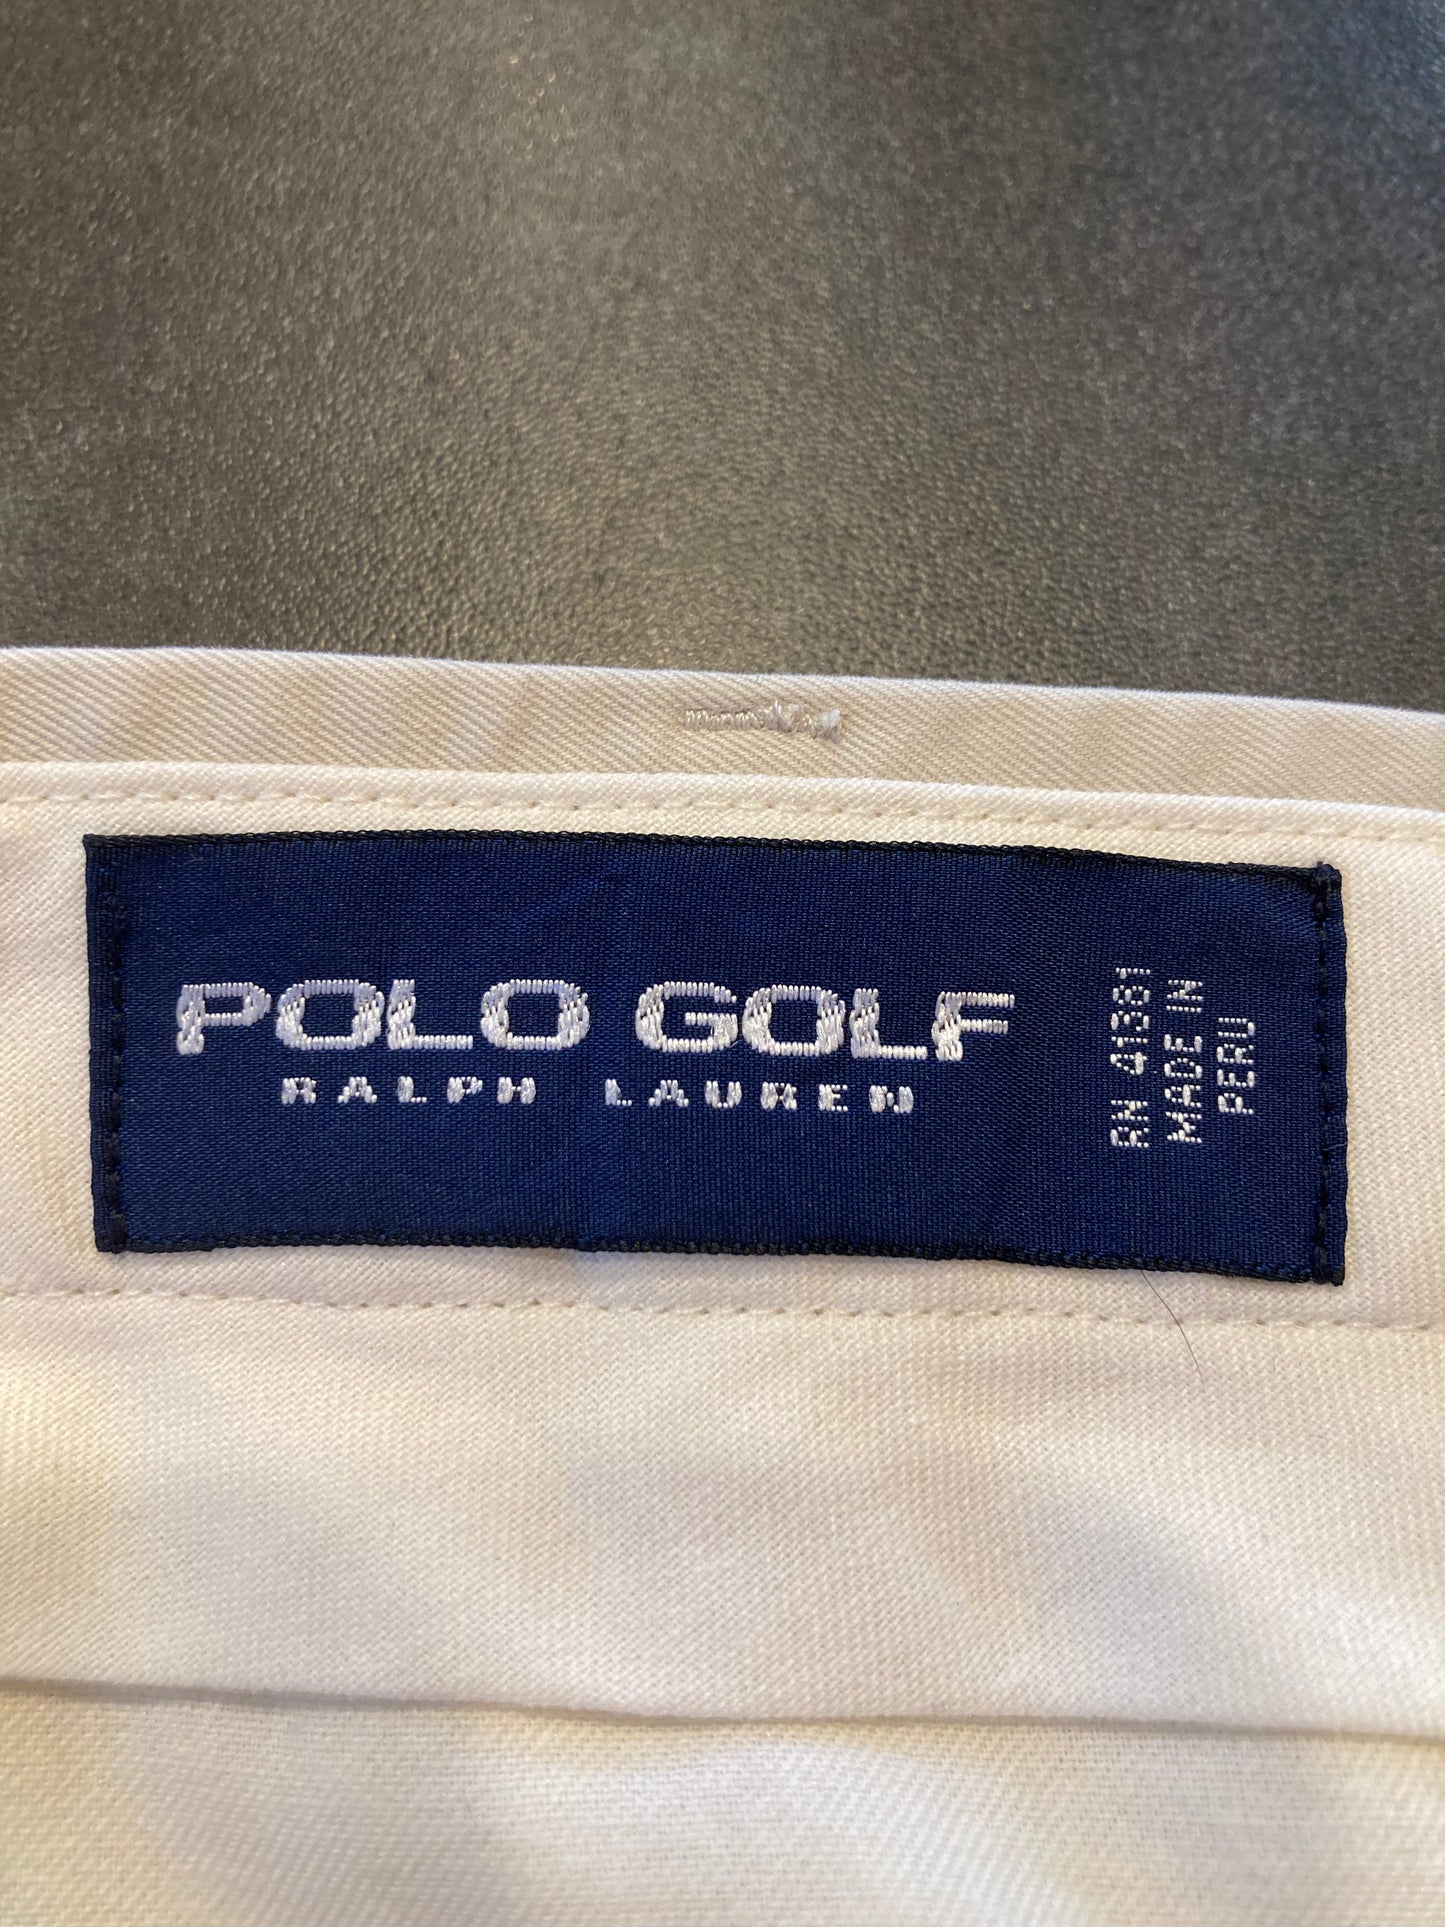 POLO GOLF
RALPH LAUREN
RN 41381
MADE IN
PERU